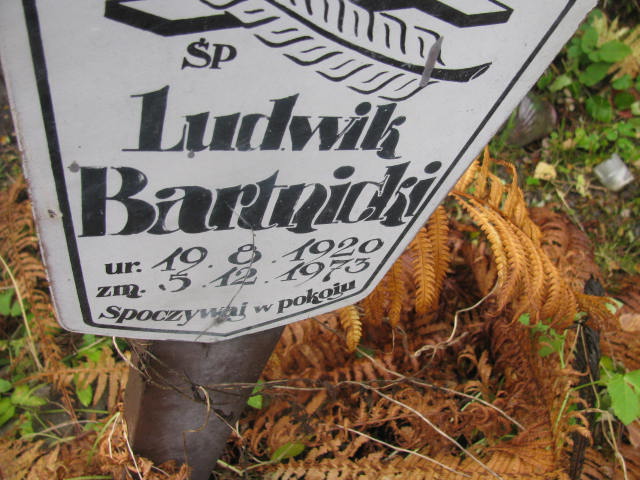 ŚP
Ludwik
Bartnicki
ur. 19. 8. 1920
zm. 5. 12. 1973
Spoczywaj w pokoju